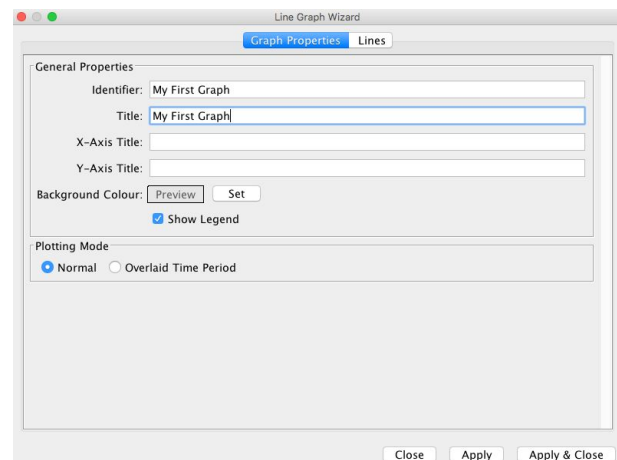 Line Graph Wizard
Graph Properties Lines
General Properties
Identifier: My First Graph
Title: My First Graph
X-Axis Title:
Y-Axis Title:
Background Colour: Preview Set
Show Legend
Plotting Mode
Normal Overlaid Time Period
Close Apply Apply & Close